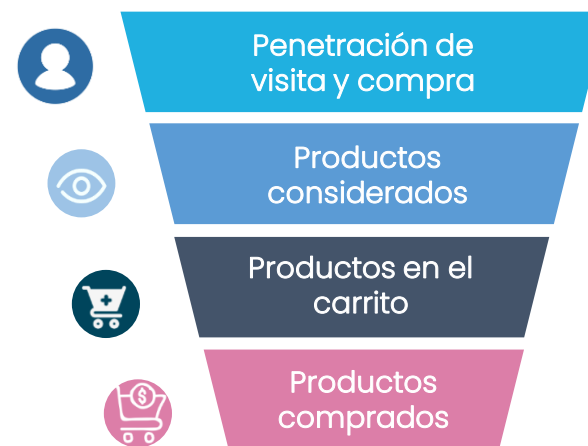 Penetración de
visita y compra
Productos
considerados
Productos en el
carrito
Productos
comprados